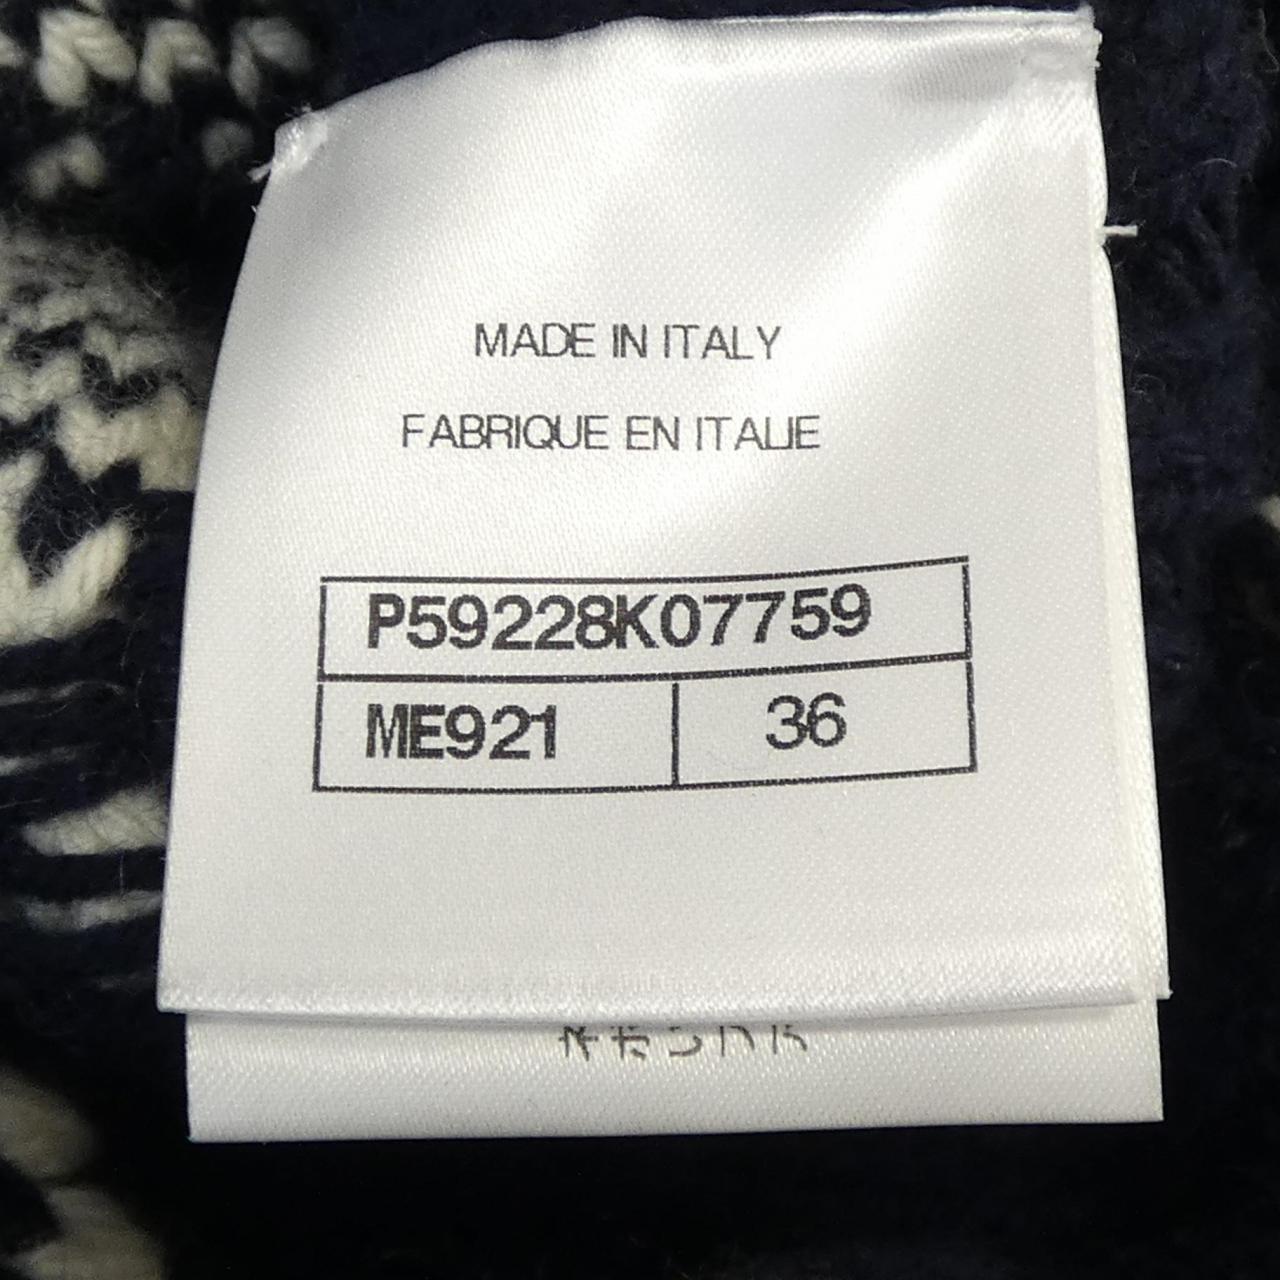 MADE IN ITALY
FABRIQUE EN ITALIE
P59228K07759
ME921
36